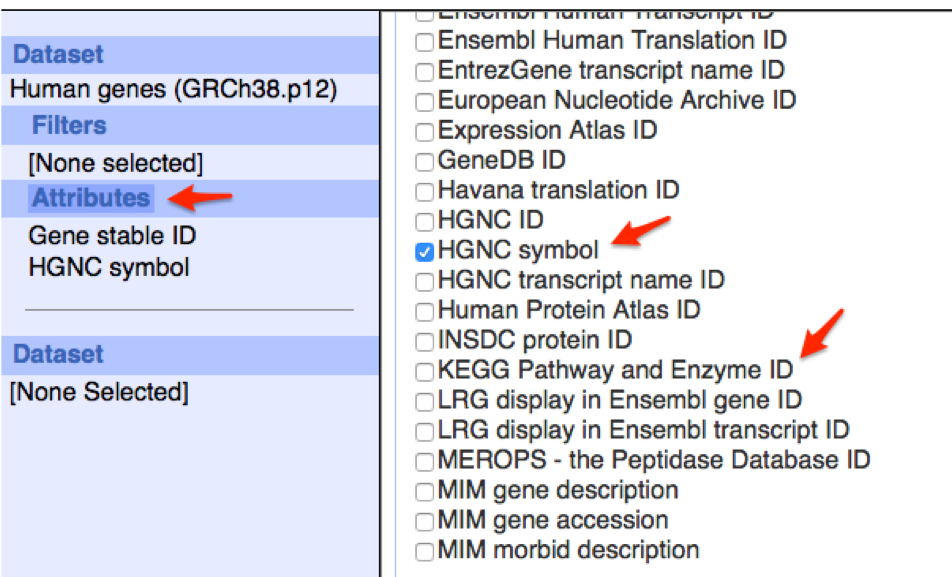 Dataset
Human genes (GRCh38.p12)
Filters
[None selected]
Attributes
Gene stable ID
HGNC symbol
Dataset
[None Selected]
Ensembl Human Transcript ID
Ensembl Human Translation ID
EntrezGene transcript name ID
European Nucleotide Archive ID
Expression Atlas ID
GeneDB ID
Havana translation ID
HGNC ID
HGNC symbol
HGNC transcript name ID
Human Protein Atlas ID
INSDC protein ID
KEGG Pathway and Enzyme ID
LRG display in Ensembl gene ID
LRG display in Ensembl transcript ID
MEROPS - the Peptidase Database ID
MIM gene description
MIM gene accession
MIM morbid description